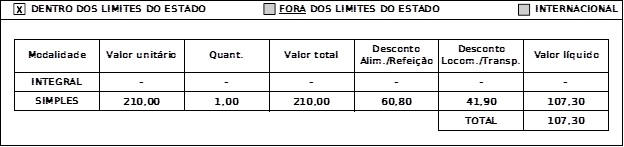 X DENTRO DOS LIMITES DO ESTADO FORA DOS LIMITES DO ESTADO INTERNACIONAL
Modalidade Valor unitário Quant. Valor total Desconto Alim./Refeição Desconto Locom./Transp. Valor líquido
INTEGRAL - - - - - -
SIMPLES 210,00 1,00 210,00 60,80 41,90 107,30
TOTAL 107,30